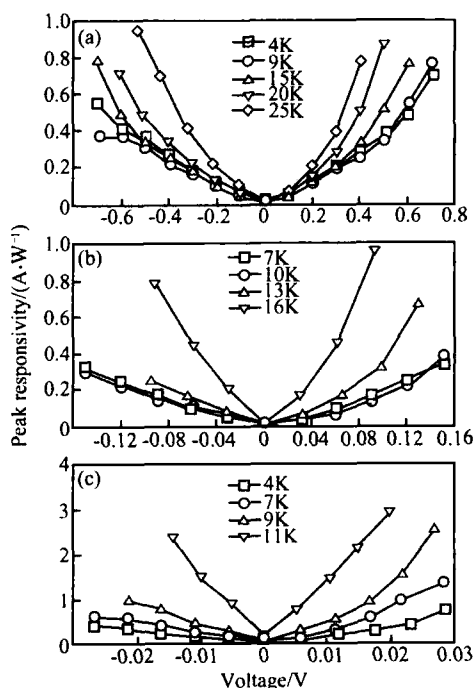 Peak responsivity/(A·W⁻¹)
(a)
4K
9K
15K
20K
25K
1.0
0.8
0.6
0.4
0.2
0
-0.6 -0.4 -0.2 0 0.2 0.4 0.6 0.8
(b)
7K
10K
13K
16K
1.0
0.8
0.6
0.4
0.2
0
-0.12 -0.08 -0.04 0 0.04 0.08 0.12 0.16
(c)
4K
7K
9K
11K
4
3
2
1
0
-0.02 -0.01 0 0.01 0.02 0.03
Voltage/V